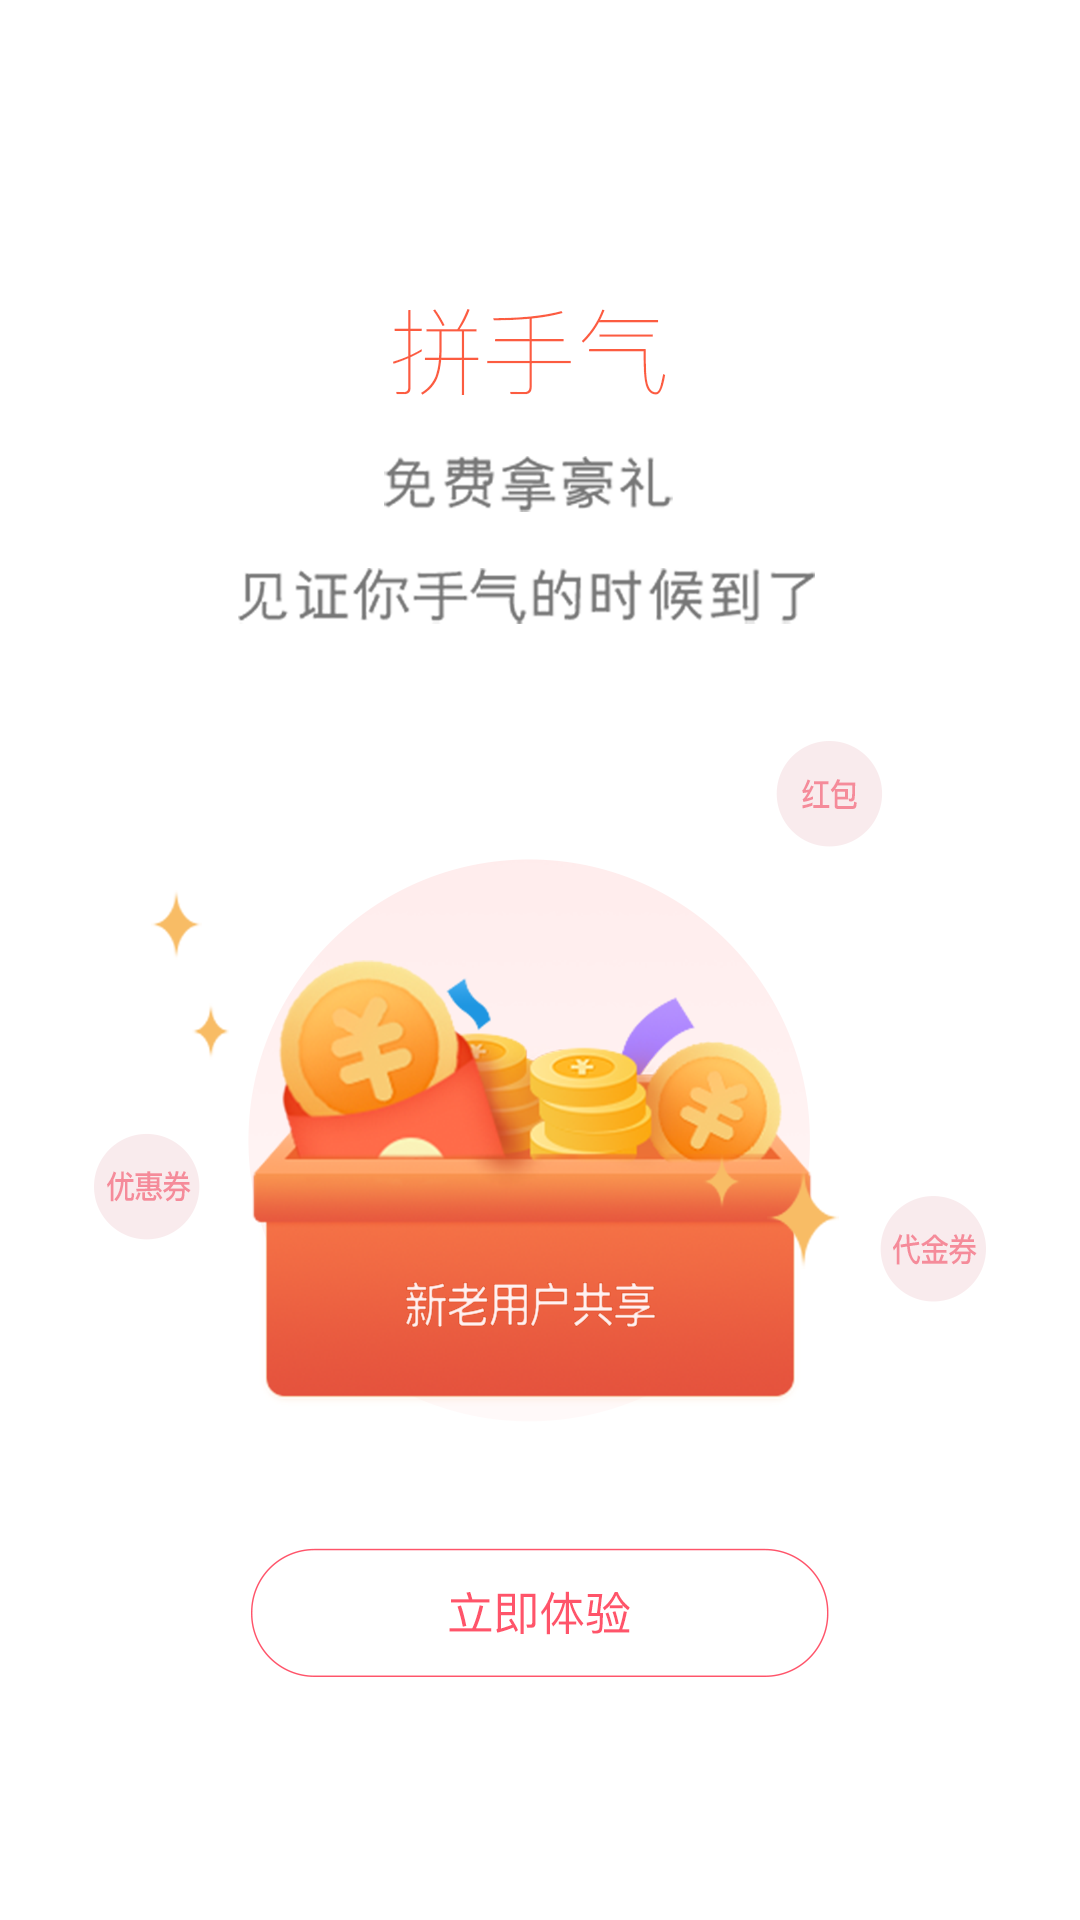 拼手气
免费拿豪礼
见证你手气的时候到了
红包
优惠券
代金券
新老用户共享
立即体验